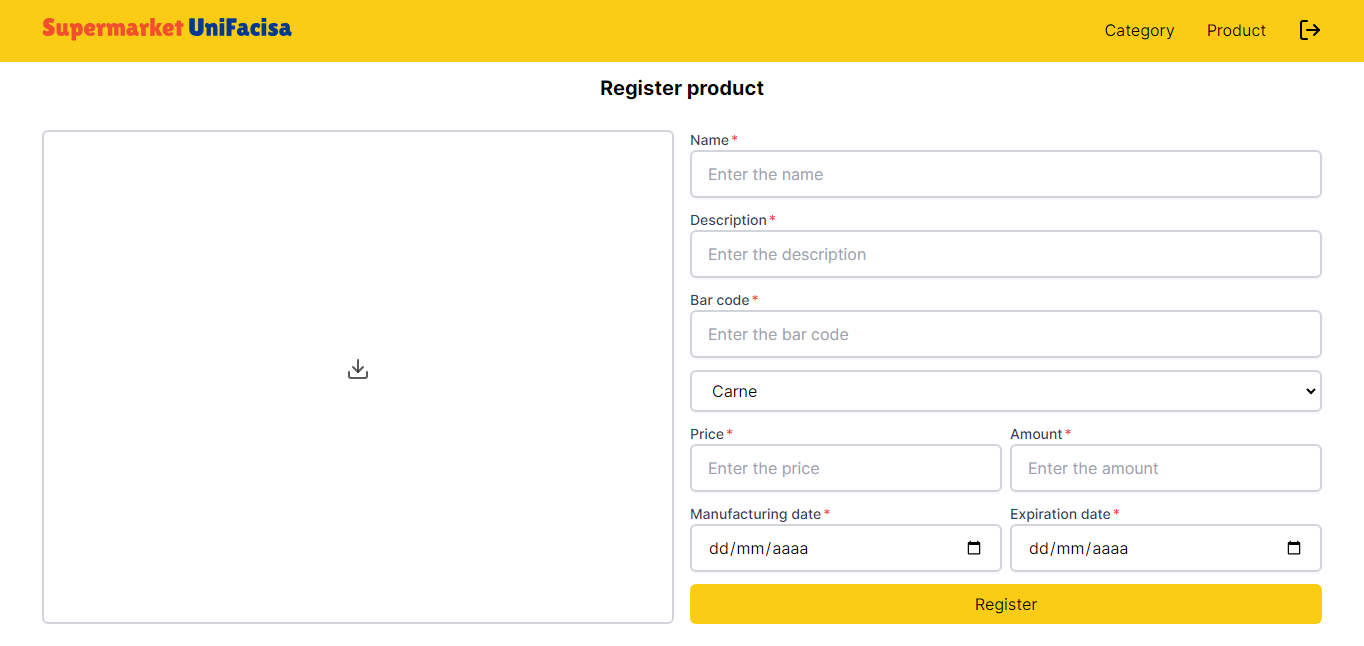 Supermarket UniFacisa
Category
Product
Register product
Name*
Enter the name
Description*
Enter the description
Bar code*
Enter the bar code
Carne
Price*
Amount*
Enter the price
Enter the amount
Manufacturing date*
Expiration date*
dd/mm/aaaa
dd/mm/aaaa
Register